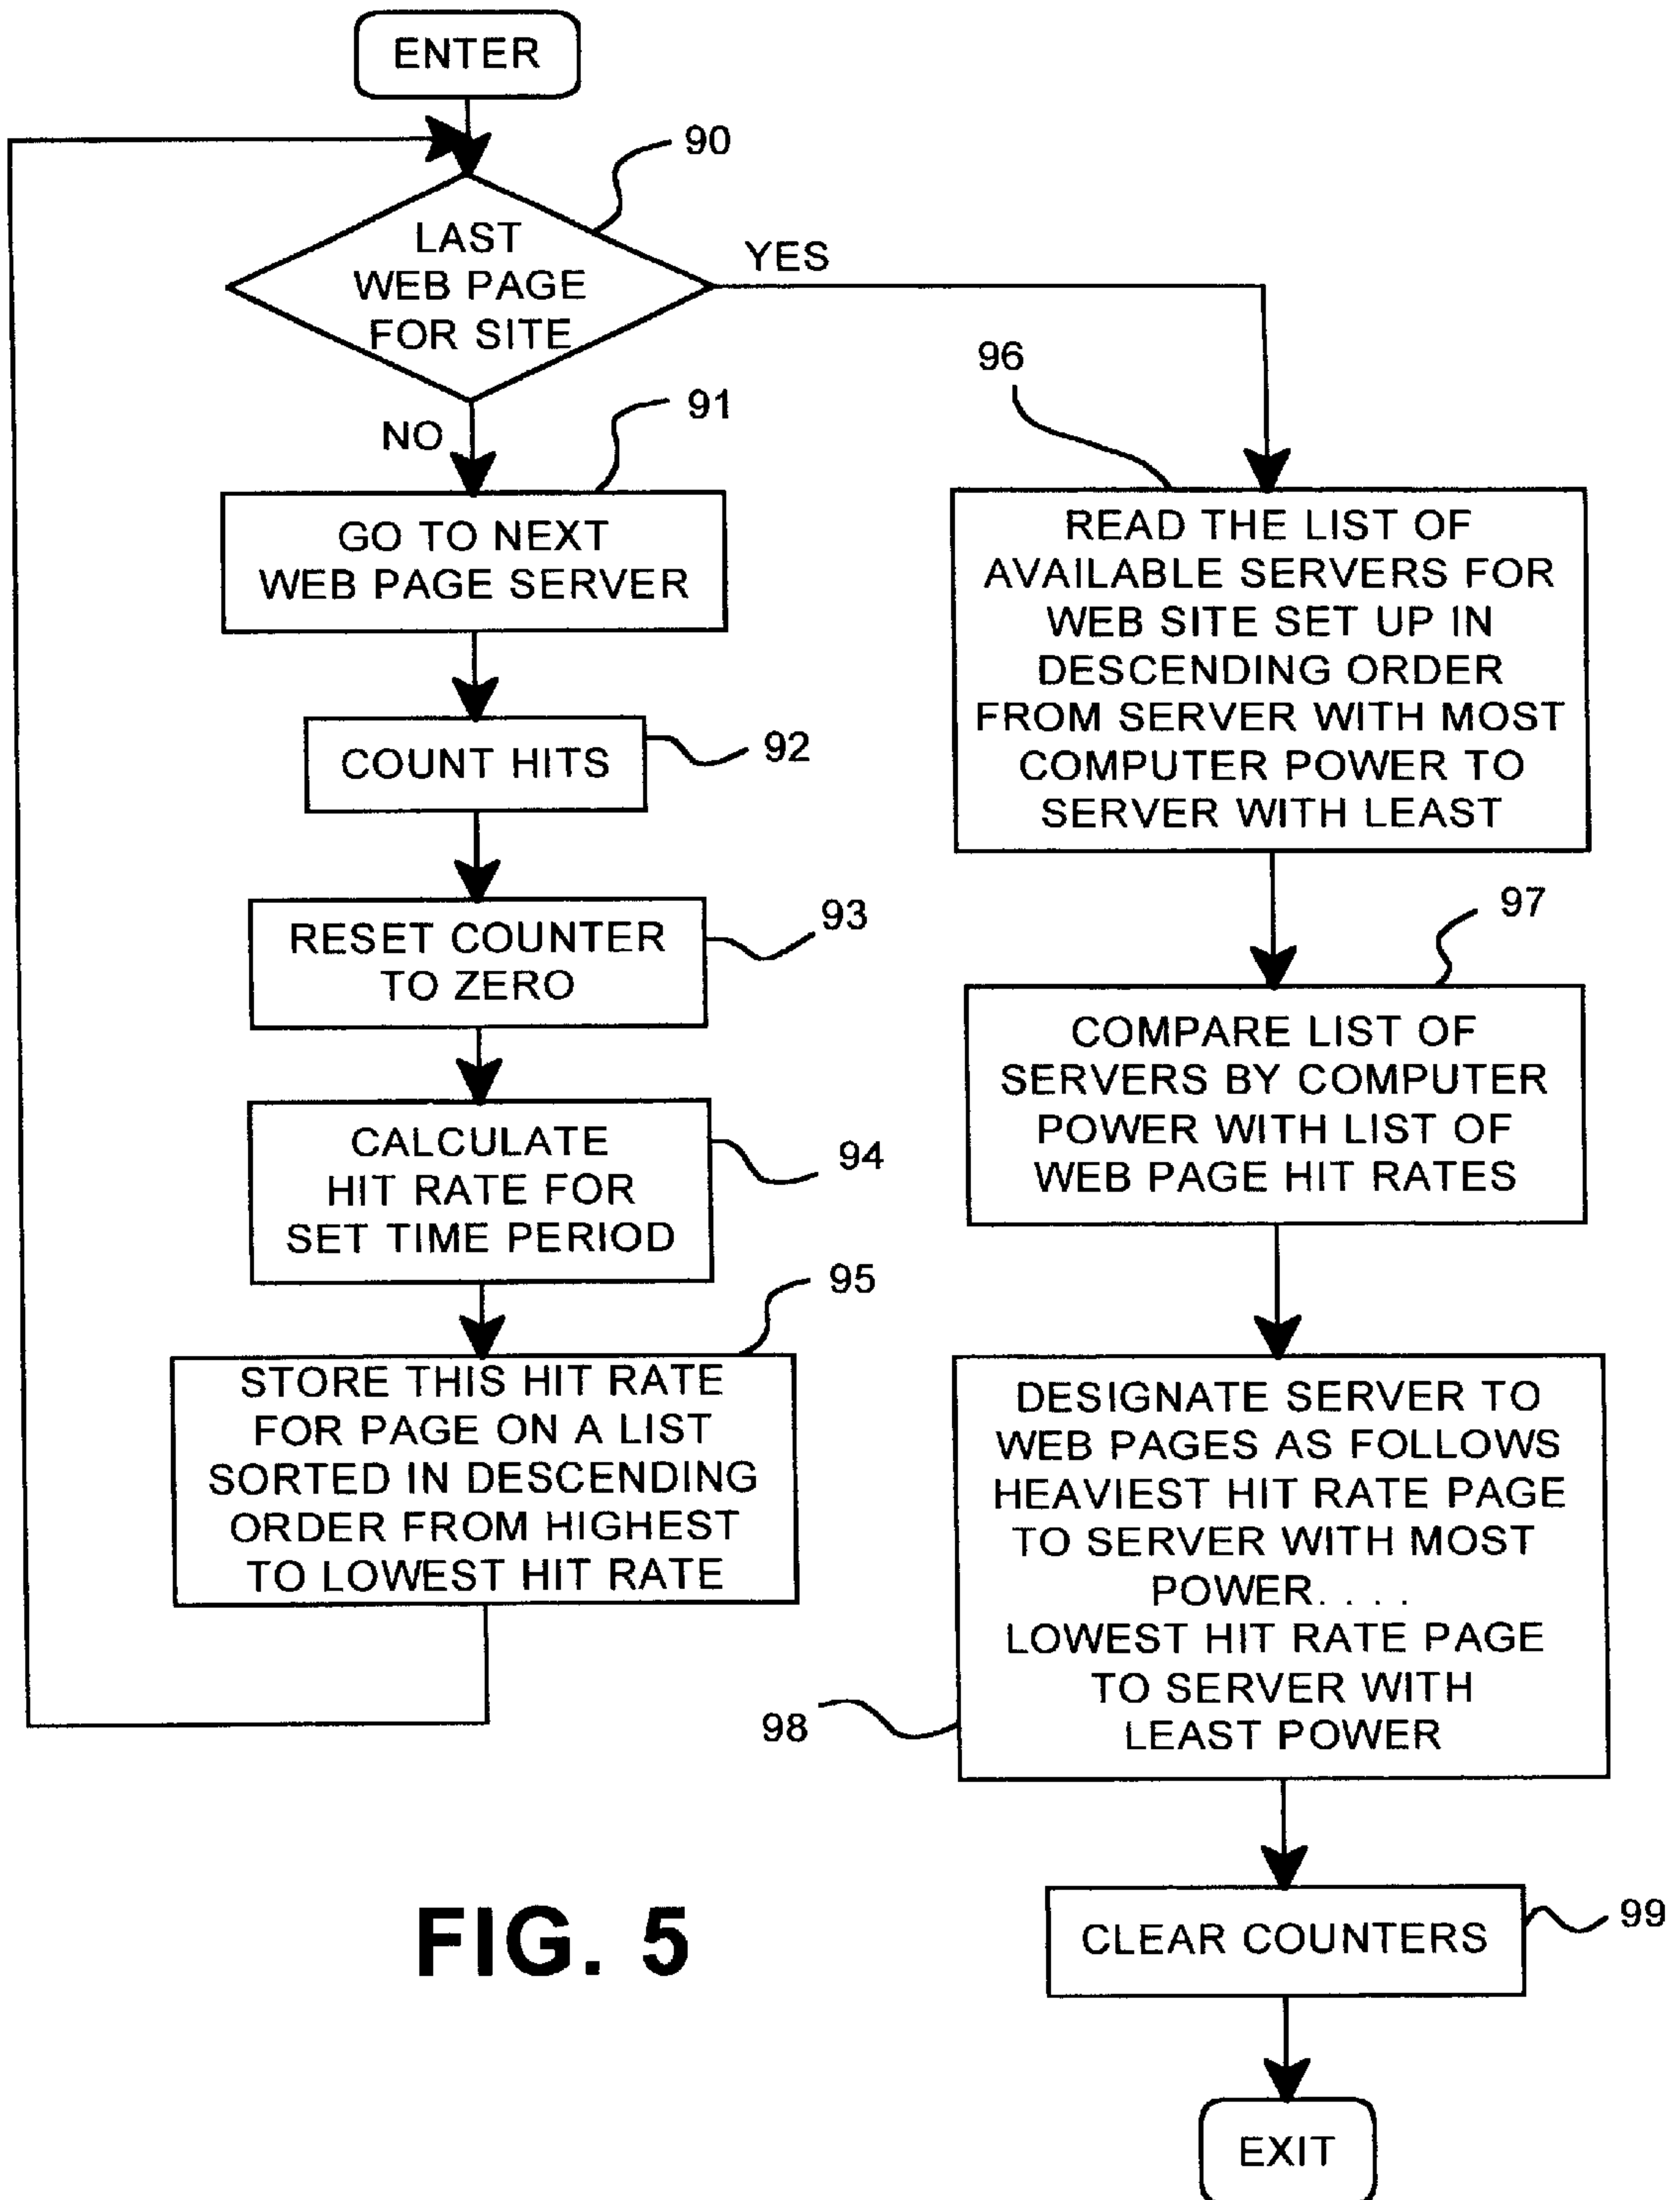 ENTER
90
LAST
WEB PAGE
FOR SITE
YES
NO
91
GO TO NEXT
WEB PAGE SERVER
COUNT HITS
92
RESET COUNTER
TO ZERO
93
CALCULATE
HIT RATE FOR
SET TIME PERIOD
94
95
STORE THIS HIT RATE
FOR PAGE ON A LIST
SORTED IN DESCENDING
ORDER FROM HIGHEST
TO LOWEST HIT RATE
96
READ THE LIST OF
AVAILABLE SERVERS FOR
WEB SITE SET UP IN
DESCENDING ORDER
FROM SERVER WITH MOST
COMPUTER POWER TO
SERVER WITH LEAST
97
COMPARE LIST OF
SERVERS BY COMPUTER
POWER WITH LIST OF
WEB PAGE HIT RATES
DESIGNATE SERVER TO
WEB PAGES AS FOLLOWS
HEAVIEST HIT RATE PAGE
TO SERVER WITH MOST
POWER. . . .
LOWEST HIT RATE PAGE
TO SERVER WITH
LEAST POWER
98
CLEAR COUNTERS
99
EXIT
FIG. 5